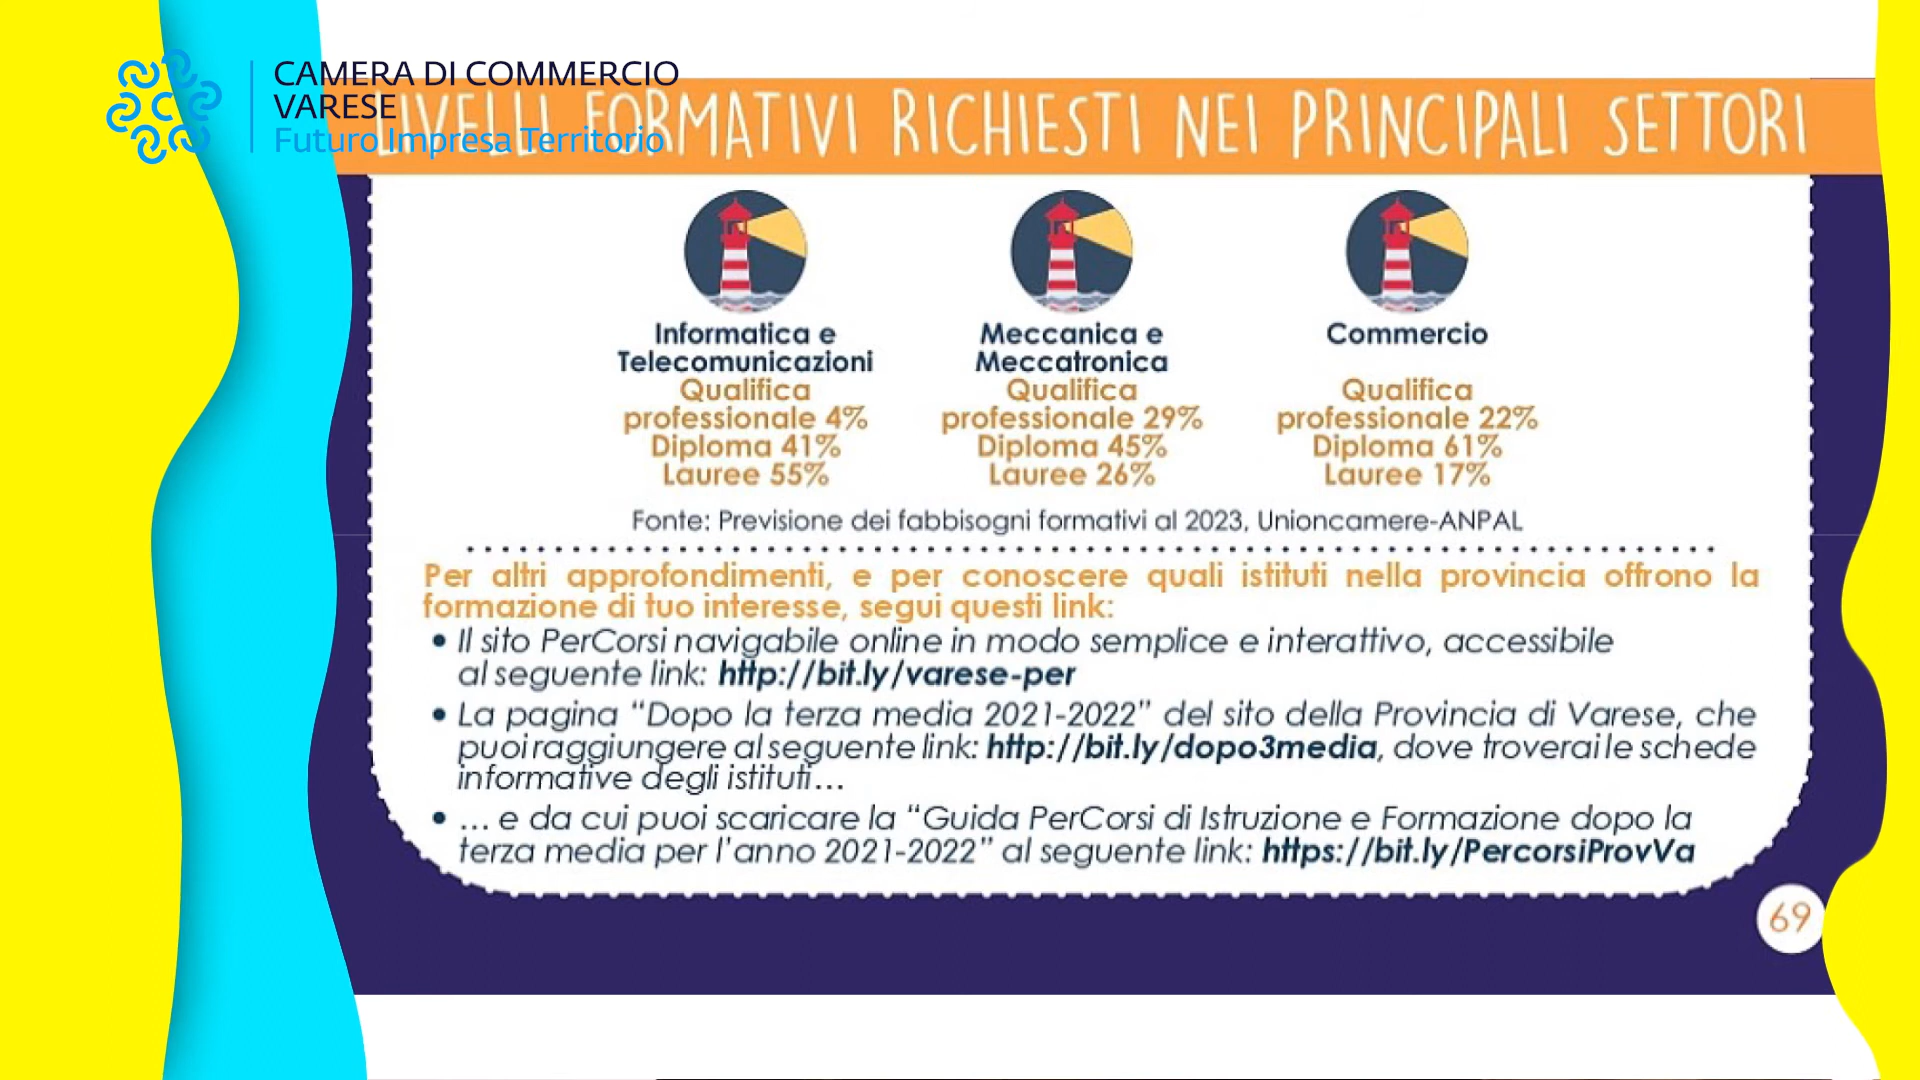 CAMERA DI COMMERCIO
VARESE
Futuro Impresa Territorio
LIVELLI FORMATIVI RICHIESTI NEI PRINCIPALI SETTORI
Informatica e
Telecomunicazioni
Qualifica
professionale 4%
Diploma 41%
Lauree 55%
Meccanica e
Meccatronica
Qualifica
professionale 29%
Diploma 45%
Lauree 26%
Commercio
Qualifica
professionale 22%
Diploma 61%
Lauree 17%
Fonte: Previsione dei fabbisogni formativi al 2023, Unioncamere-ANPAL
Per altri approfondimenti, e per conoscere quali istituti nella provincia offrono la
formazione di tuo interesse, segui questi link:
• Il sito PerCorsi navigabile online in modo semplice e interattivo, accessibile
al seguente link: http://bit.ly/varese-per
• La pagina “Dopo la terza media 2021-2022” del sito della Provincia di Varese, che
puoi raggiungere al seguente link: http://bit.ly/dopo3media, dove troverai le schede
informative degli istituti...
• ... e da cui puoi scaricare la “Guida PerCorsi di Istruzione e Formazione dopo la
terza media per l’anno 2021-2022” al seguente link: https://bit.ly/PercorsiProvVa
69